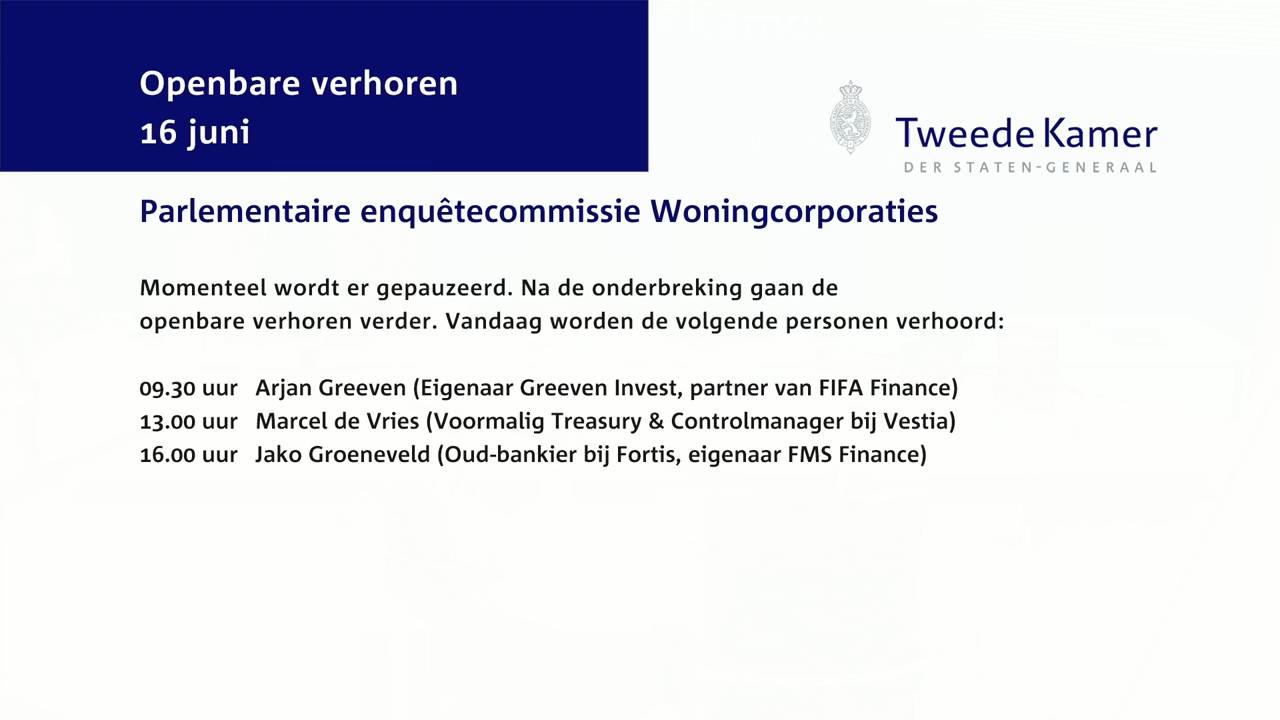 Openbare verhoren
16 juni
Tweede Kamer
DER STATEN-GENERAAL
Parlementaire enquêtecommissie Woningcorporaties
Momenteel wordt er gepauzeerd. Na de onderbreking gaan de
openbare verhoren verder. Vandaag worden de volgende personen verhoord:
09.30 uur Arjan Greeven (Eigenaar Greeven Invest, partner van FIFA Finance)
13.00 uur Marcel de Vries (Voormalig Treasury & Controlmanager bij Vestia)
16.00 uur Jako Groeneveld (Oud-bankier bij Fortis, eigenaar FMS Finance)